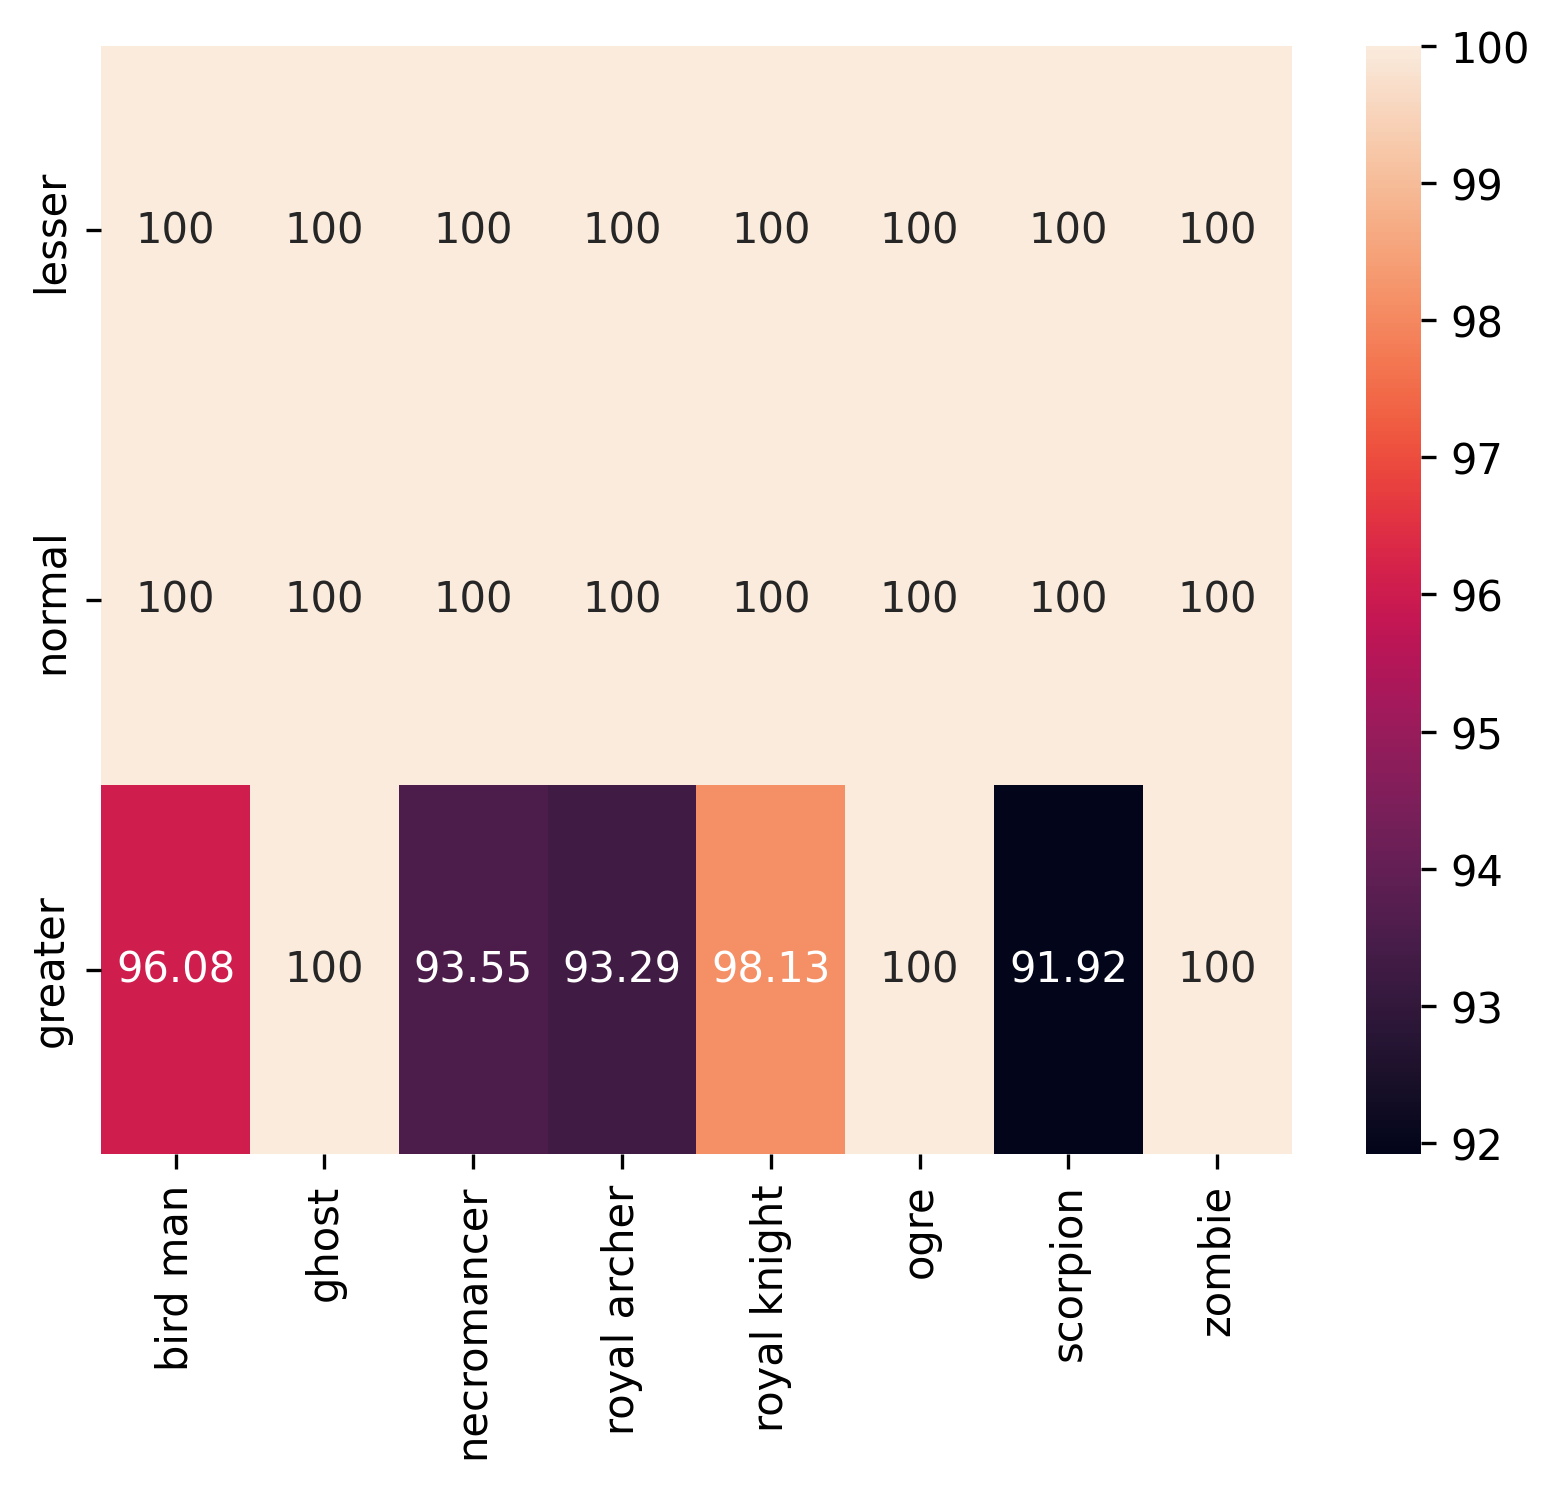 lesser 100 100 100 100 100 100 100 100
normal 100 100 100 100 100 100 100 100
greater 96.08 100 93.55 93.29 98.13 100 91.92 100
bird man
ghost
necromancer
royal archer
royal knight
ogre
scorpion
zombie
100
99
98
97
96
95
94
93
92